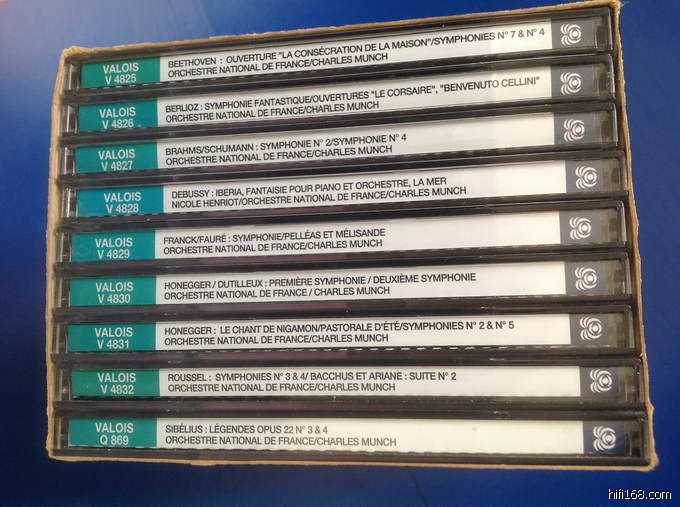 VALOIS
V 4825
BEETHOVEN : OUVERTURE "LA CONSÉCRATION DE LA MAISON"/SYMPHONIES N° 7 & N° 4
ORCHESTRE NATIONAL DE FRANCE/CHARLES MUNCH
VALOIS
V 4826
BERLIOZ : SYMPHONIE FANTASTIQUE/OUVERTURES "LE CORSAIRE", "BENVENUTO CELLINI"
ORCHESTRE NATIONAL DE FRANCE/CHARLES MUNCH
VALOIS
V 4827
BRAHMS/SCHUMANN : SYMPHONIE N° 2/SYMPHONIE N° 4
ORCHESTRE NATIONAL DE FRANCE/CHARLES MUNCH
VALOIS
V 4828
DEBUSSY : IBERIA, FANTAISIE POUR PIANO ET ORCHESTRE, LA MER
NICOLE HENRIOT/ORCHESTRE NATIONAL DE FRANCE/CHARLES MUNCH
VALOIS
V 4829
FRANCK/FAURÉ : SYMPHONIE/PELLÉAS ET MÉLISANDE
ORCHESTRE NATIONAL DE FRANCE/CHARLES MUNCH
VALOIS
V 4830
HONEGGER / DUTILLEUX : PREMIÈRE SYMPHONIE / DEUXIÈME SYMPHONIE
ORCHESTRE NATIONAL DE FRANCE / CHARLES MUNCH
VALOIS
V 4831
HONEGGER : LE CHANT DE NIGAMON/PASTORALE D'ÉTÉ/SYMPHONIES N° 2 & N° 5
ORCHESTRE NATIONAL DE FRANCE/CHARLES MUNCH
VALOIS
V 4832
ROUSSEL : SYMPHONIES N° 3 & 4/ BACCHUS ET ARIANE : SUITE N° 2
ORCHESTRE NATIONAL DE FRANCE/CHARLES MUNCH
VALOIS
Q 869
SIBÉLIUS : LÉGENDES OPUS 22 N° 3 & 4
ORCHESTRE NATIONAL DE FRANCE/CHARLES MUNCH
hifi168.com